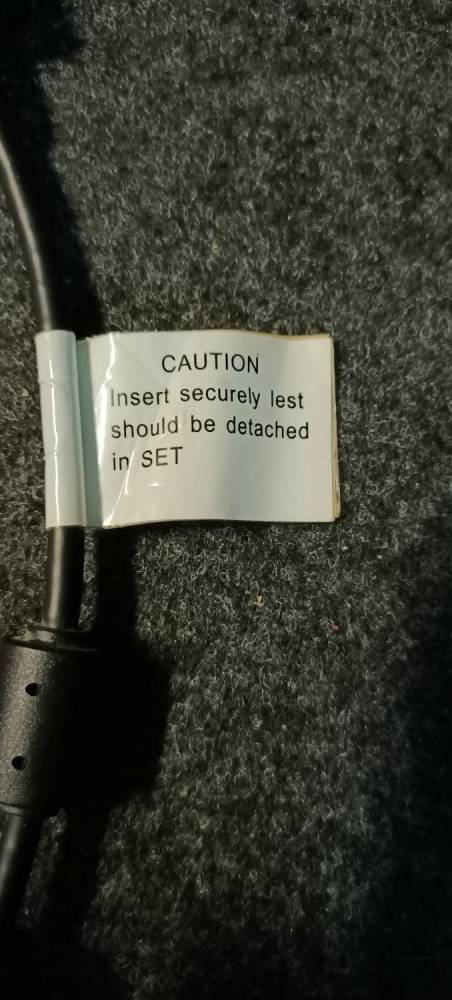 CAUTION
Insert securely lest
should be detached
in SET